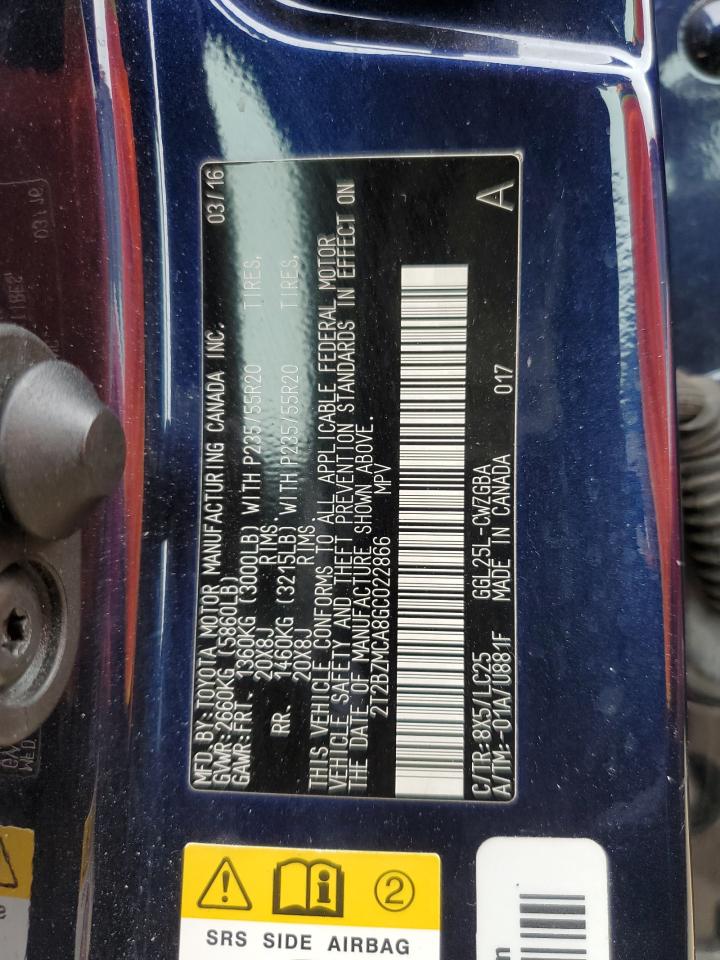 MFD. BY: TOYOTA MOTOR MANUFACTURING CANADA INC. 03/16
GVWR: 2660KG (5860LB)
GAWR: FRT. 1360KG (3000LB) WITH P235/55R20 TIRES,
20X8J RIMS.
RR. 1460KG (3215LB) WITH P235/55R20 TIRES,
20X8J RIMS.
THIS VEHICLE CONFORMS TO ALL APPLICABLE FEDERAL MOTOR
VEHICLE SAFETY AND THEFT PREVENTION STANDARDS IN EFFECT ON
THE DATE OF MANUFACTURE SHOWN ABOVE.
2T2BZMCA8GC022866 MPV
C/TR: 8X5/LC25 GGL25L-CWZGBA 017 A
A/TM: -01A/U881F MADE IN CANADA
2
SRS SIDE AIRBAG